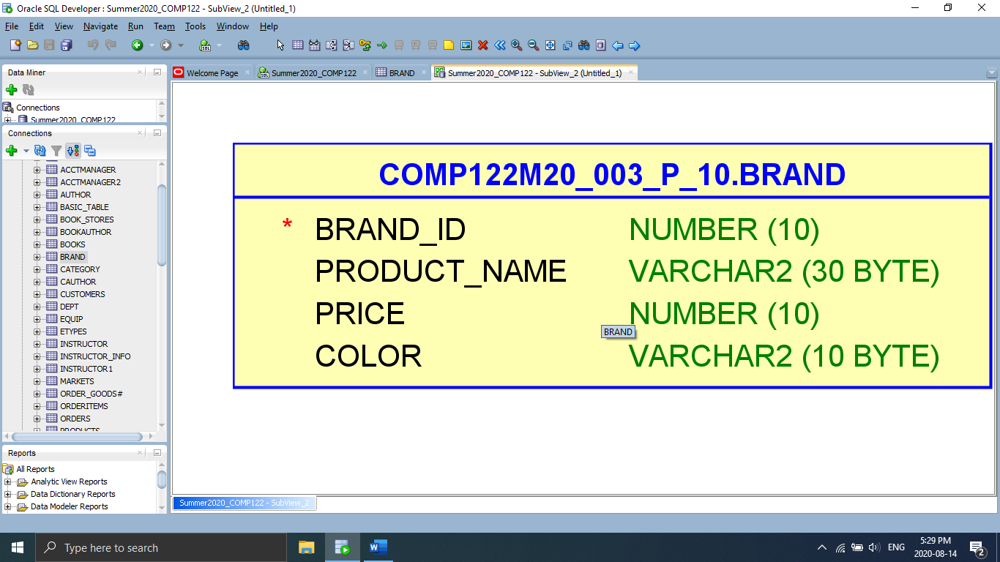 Oracle SQL Developer : Summer2020_COMP122 - SubView_2 (Untitled_1)
File Edit View Navigate Run Team Tools Window Help
Data Miner
Connections
Summer2020_COMP122
Connections
ACCTMANAGER
ACCTMANAGER2
AUTHOR
BASIC_TABLE
BOOK_STORES
BOOKAUTHOR
BOOKS
BRAND
CATEGORY
CAUTHOR
CUSTOMERS
DEPT
EQUIP
ETYPES
INSTRUCTOR
INSTRUCTOR_INFO
INSTRUCTOR1
MARKETS
ORDER_GOODS#
ORDERITEMS
ORDERS
PRODUCTS
Reports
All Reports
Analytic View Reports
Data Dictionary Reports
Data Modeler Reports
Welcome Page Summer2020_COMP122 BRAND Summer2020_COMP122 - SubView_2 (Untitled_1)
COMP122M20_003_P_10.BRAND
* BRAND_ID NUMBER (10)
PRODUCT_NAME VARCHAR2 (30 BYTE)
PRICE NUMBER (10)
BRAND
COLOR VARCHAR2 (10 BYTE)
Summer2020_COMP122 - SubView_2
Type here to search
ENG
5:29 PM
2020-08-14
2